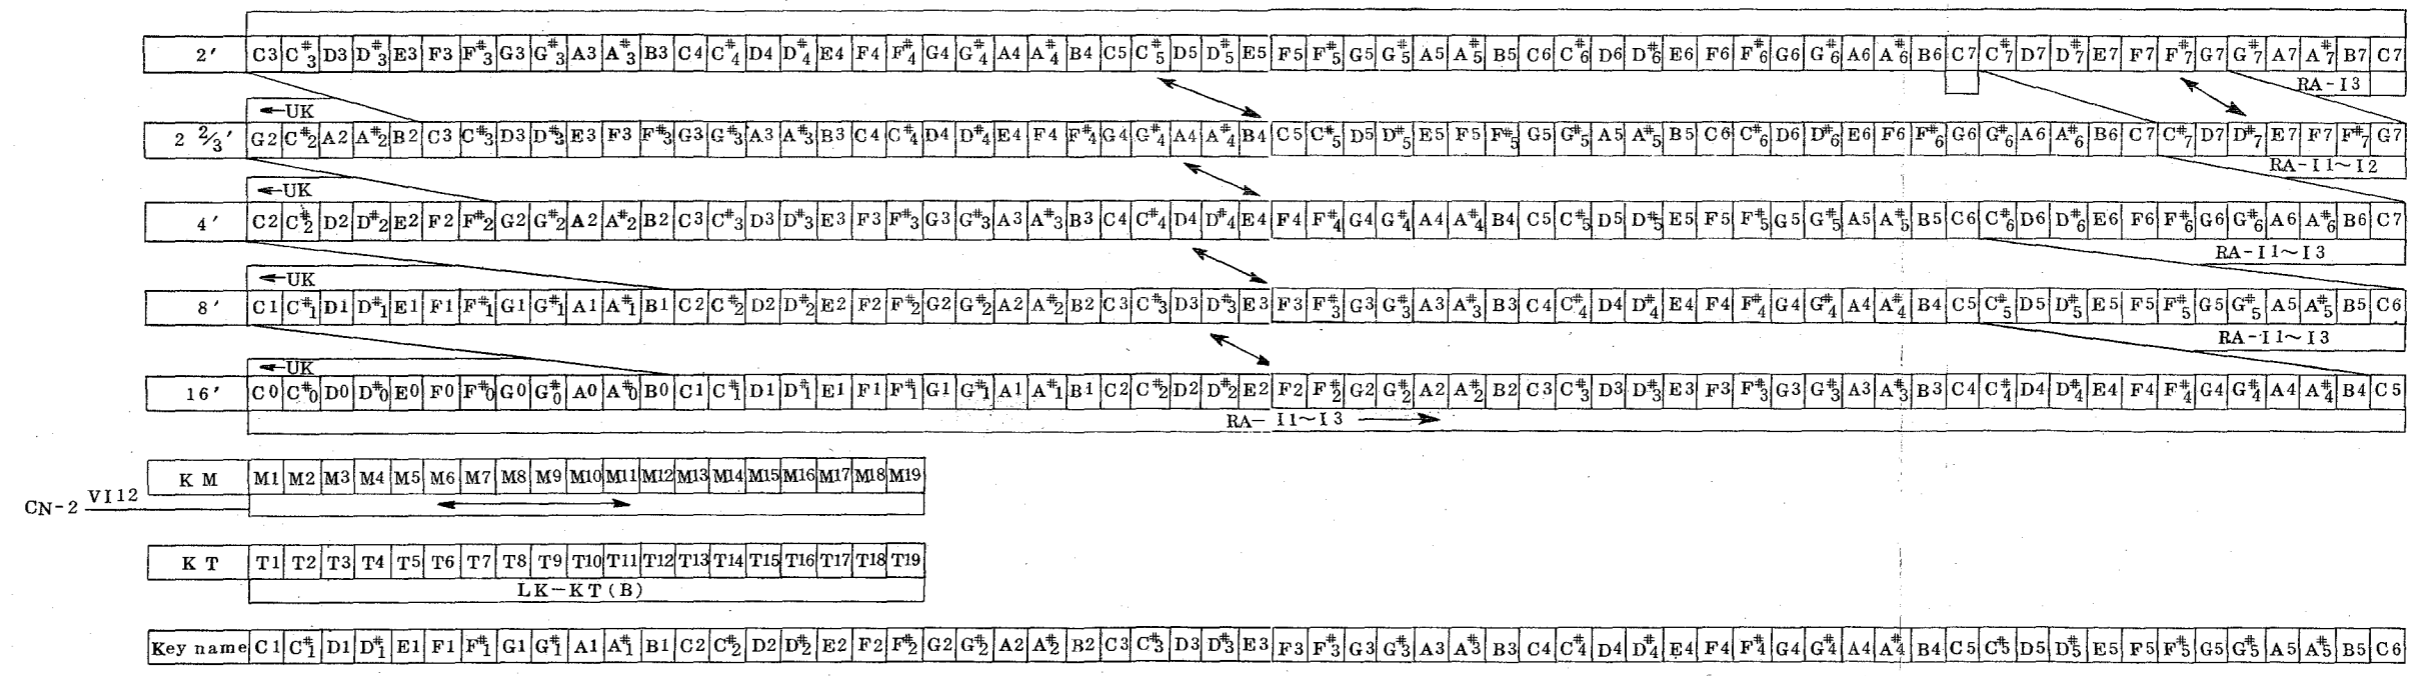 2′ C3 C#3 D3 D#3 E3 F3 F#3 G3 G#3 A3 A#3 B3 C4 C#4 D4 D#4 E4 F4 F#4 G4 G#4 A4 A#4 B4 C5 C#5 D5 D#5 E5 F5 F#5 G5 G#5 A5 A#5 B5 C6 C#6 D6 D#6 E6 F6 F#6 G6 G#6 A6 A#6 B6 C7 C#7 D7 D#7 E7 F7 F#7 G7 G#7 A7 A#7 B7 C7
RA-I3
←UK
2 2/3′ G2 C#2 A2 A#2 B2 C3 C#3 D3 D#3 E3 F3 F#3 G3 G#3 A3 A#3 B3 C4 C#4 D4 D#4 E4 F4 F#4 G4 G#4 A4 A#4 B4 C5 C#5 D5 D#5 E5 F5 F#5 G5 G#5 A5 A#5 B5 C6 C#6 D6 D#6 E6 F6 F#6 G6 G#6 A6 A#6 B6 C7 C#7 D7 D#7 E7 F7 F#7 G7
RA-I1~I2
←UK
4′ C2 C#2 D2 D#2 E2 F2 F#2 G2 G#2 A2 A#2 B2 C3 C#3 D3 D#3 E3 F3 F#3 G3 G#3 A3 A#3 B3 C4 C#4 D4 D#4 E4 F4 F#4 G4 G#4 A4 A#4 B4 C5 C#5 D5 D#5 E5 F5 F#5 G5 G#5 A5 A#5 B5 C6 C#6 D6 D#6 E6 F6 F#6 G6 G#6 A6 A#6 B6 C7
RA-I1~I3
←UK
8′ C1 C#1 D1 D#1 E1 F1 F#1 G1 G#1 A1 A#1 B1 C2 C#2 D2 D#2 E2 F2 F#2 G2 G#2 A2 A#2 B2 C3 C#3 D3 D#3 E3 F3 F#3 G3 G#3 A3 A#3 B3 C4 C#4 D4 D#4 E4 F4 F#4 G4 G#4 A4 A#4 B4 C5 C#5 D5 D#5 E5 F5 F#5 G5 G#5 A5 A#5 B5 C6
RA-I1~I3
←UK
16′ C0 C#0 D0 D#0 E0 F0 F#0 G0 G#0 A0 A#0 B0 C1 C#1 D1 D#1 E1 F1 F#1 G1 G#1 A1 A#1 B1 C2 C#2 D2 D#2 E2 F2 F#2 G2 G#2 A2 A#2 B2 C3 C#3 D3 D#3 E3 F3 F#3 G3 G#3 A3 A#3 B3 C4 C#4 D4 D#4 E4 F4 F#4 G4 G#4 A4 A#4 B4 C5
RA- I1~I3 →
KM M1 M2 M3 M4 M5 M6 M7 M8 M9 M10 M11 M12 M13 M14 M15 M16 M17 M18 M19
CN-2 VI12
KT T1 T2 T3 T4 T5 T6 T7 T8 T9 T10 T11 T12 T13 T14 T15 T16 T17 T18 T19
LK-KT(B)
Key name C1 C#1 D1 D#1 E1 F1 F#1 G1 G#1 A1 A#1 B1 C2 C#2 D2 D#2 E2 F2 F#2 G2 G#2 A2 A#2 B2 C3 C#3 D3 D#3 E3 F3 F#3 G3 G#3 A3 A#3 B3 C4 C#4 D4 D#4 E4 F4 F#4 G4 G#4 A4 A#4 B4 C5 C#5 D5 D#5 E5 F5 F#5 G5 G#5 A5 A#5 B5 C6